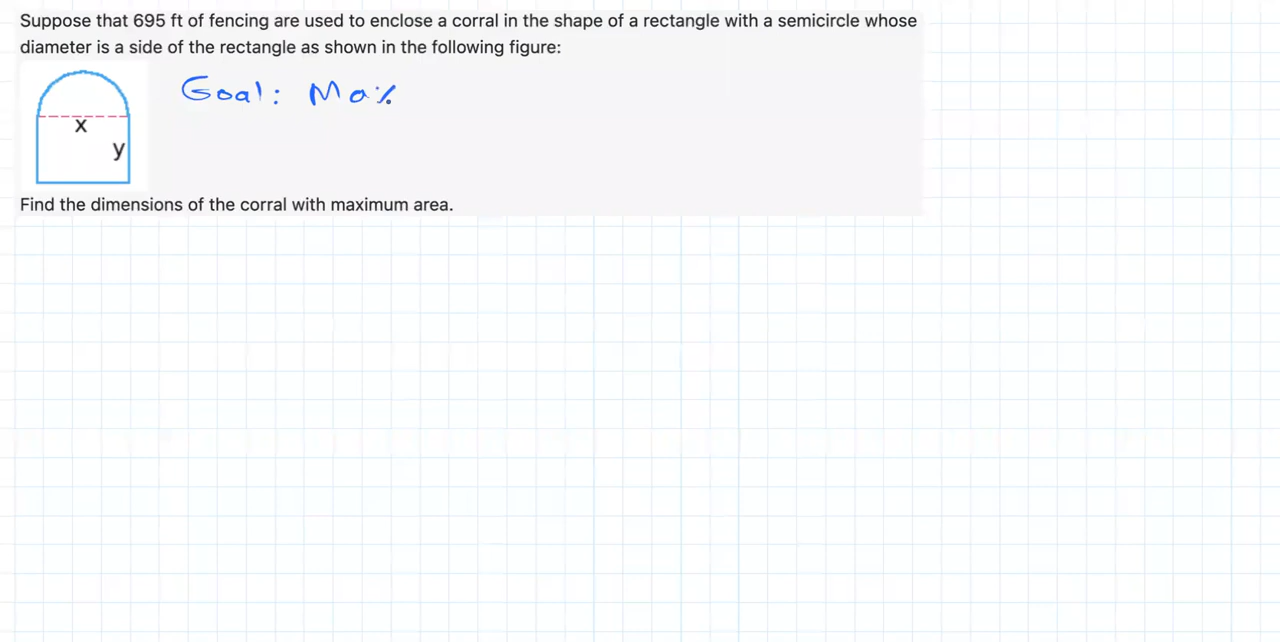 Suppose that 695 ft of fencing are used to enclose a corral in the shape of a rectangle with a semicircle whose
diameter is a side of the rectangle as shown in the following figure:
Goal: Max
x
y
Find the dimensions of the corral with maximum area.